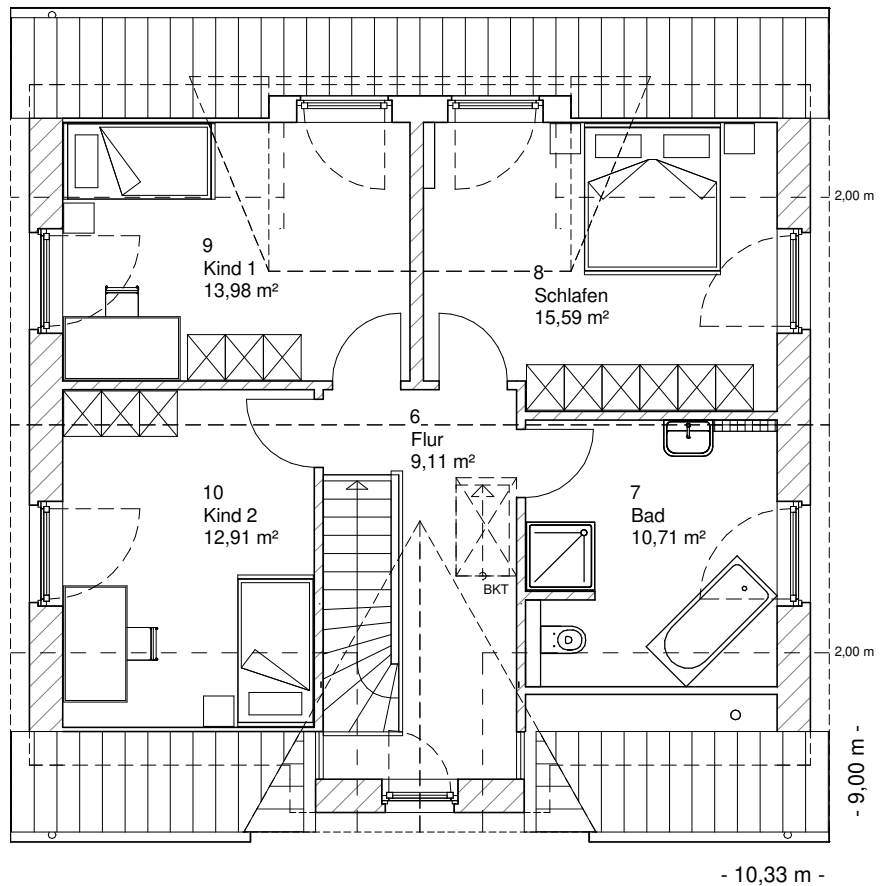 2,00 m
9
Kind 1
13,98 m²
8
Schlafen
15,59 m²
6
Flur
9,11 m²
10
Kind 2
12,91 m²
7
Bad
10,71 m²
BKT
2,00 m
- 9,00 m -
- 10,33 m -